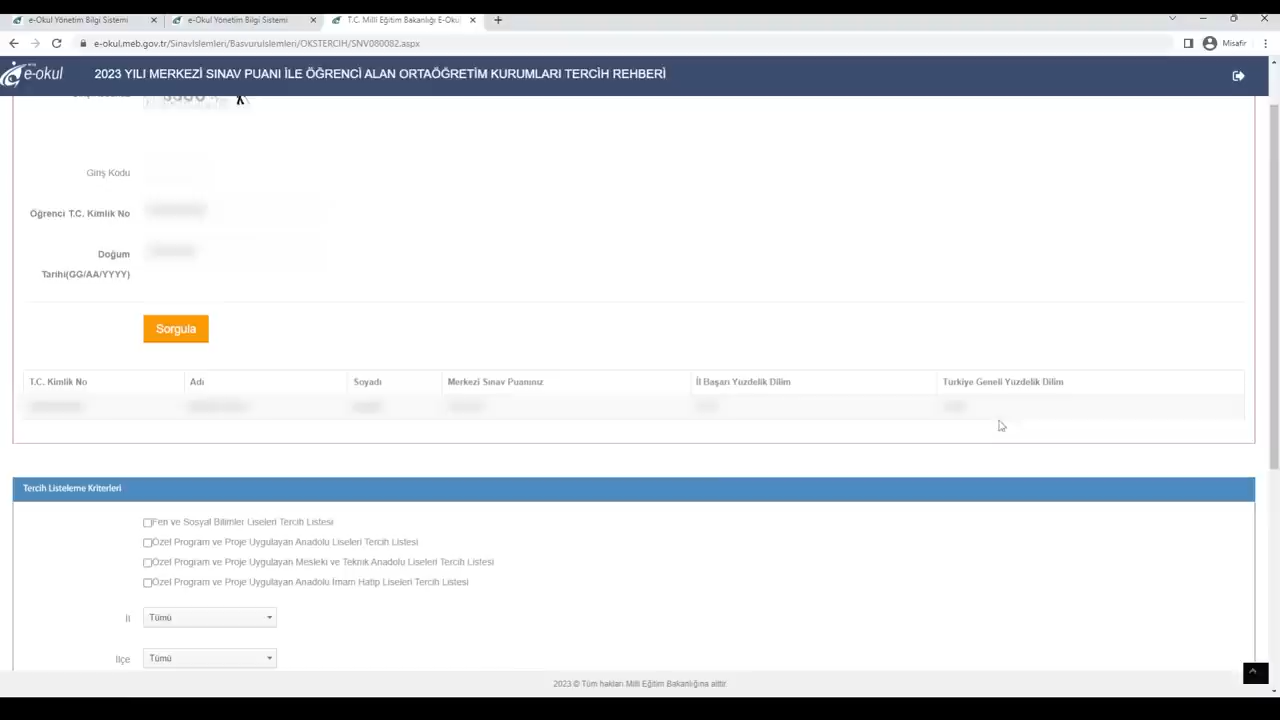 e-Okul Yönetim Bilgi Sistemi
e-Okul Yönetim Bilgi Sistemi
T.C. Milli Eğitim Bakanlığı E-Oku
e-okul.meb.gov.tr/SinavIslemleri/BasvuruIslemleri/OKSTERCIH/SNV080082.aspx
Misafir
e-okul
2023 YILI MERKEZİ SINAV PUANI İLE ÖĞRENCİ ALAN ORTAÖĞRETİM KURUMLARI TERCİH REHBERİ
Giriş Kodu
Öğrenci T.C. Kimlik No
Doğum
Tarihi(GG/AA/YYYY)
Sorgula
T.C. Kimlik No Adı Soyadı Merkezi Sınav Puanınız İl Başarı Yüzdelik Dilim Türkiye Geneli Yüzdelik Dilim
Tercih Listeleme Kriterleri
Fen ve Sosyal Bilimler Liseleri Tercih Listesi
Özel Program ve Proje Uygulayan Anadolu Liseleri Tercih Listesi
Özel Program ve Proje Uygulayan Mesleki ve Teknik Anadolu Liseleri Tercih Listesi
Özel Program ve Proje Uygulayan Anadolu İmam Hatip Liseleri Tercih Listesi
İl Tümü
İlçe Tümü
2023 © Tüm hakları Milli Eğitim Bakanlığına aittir